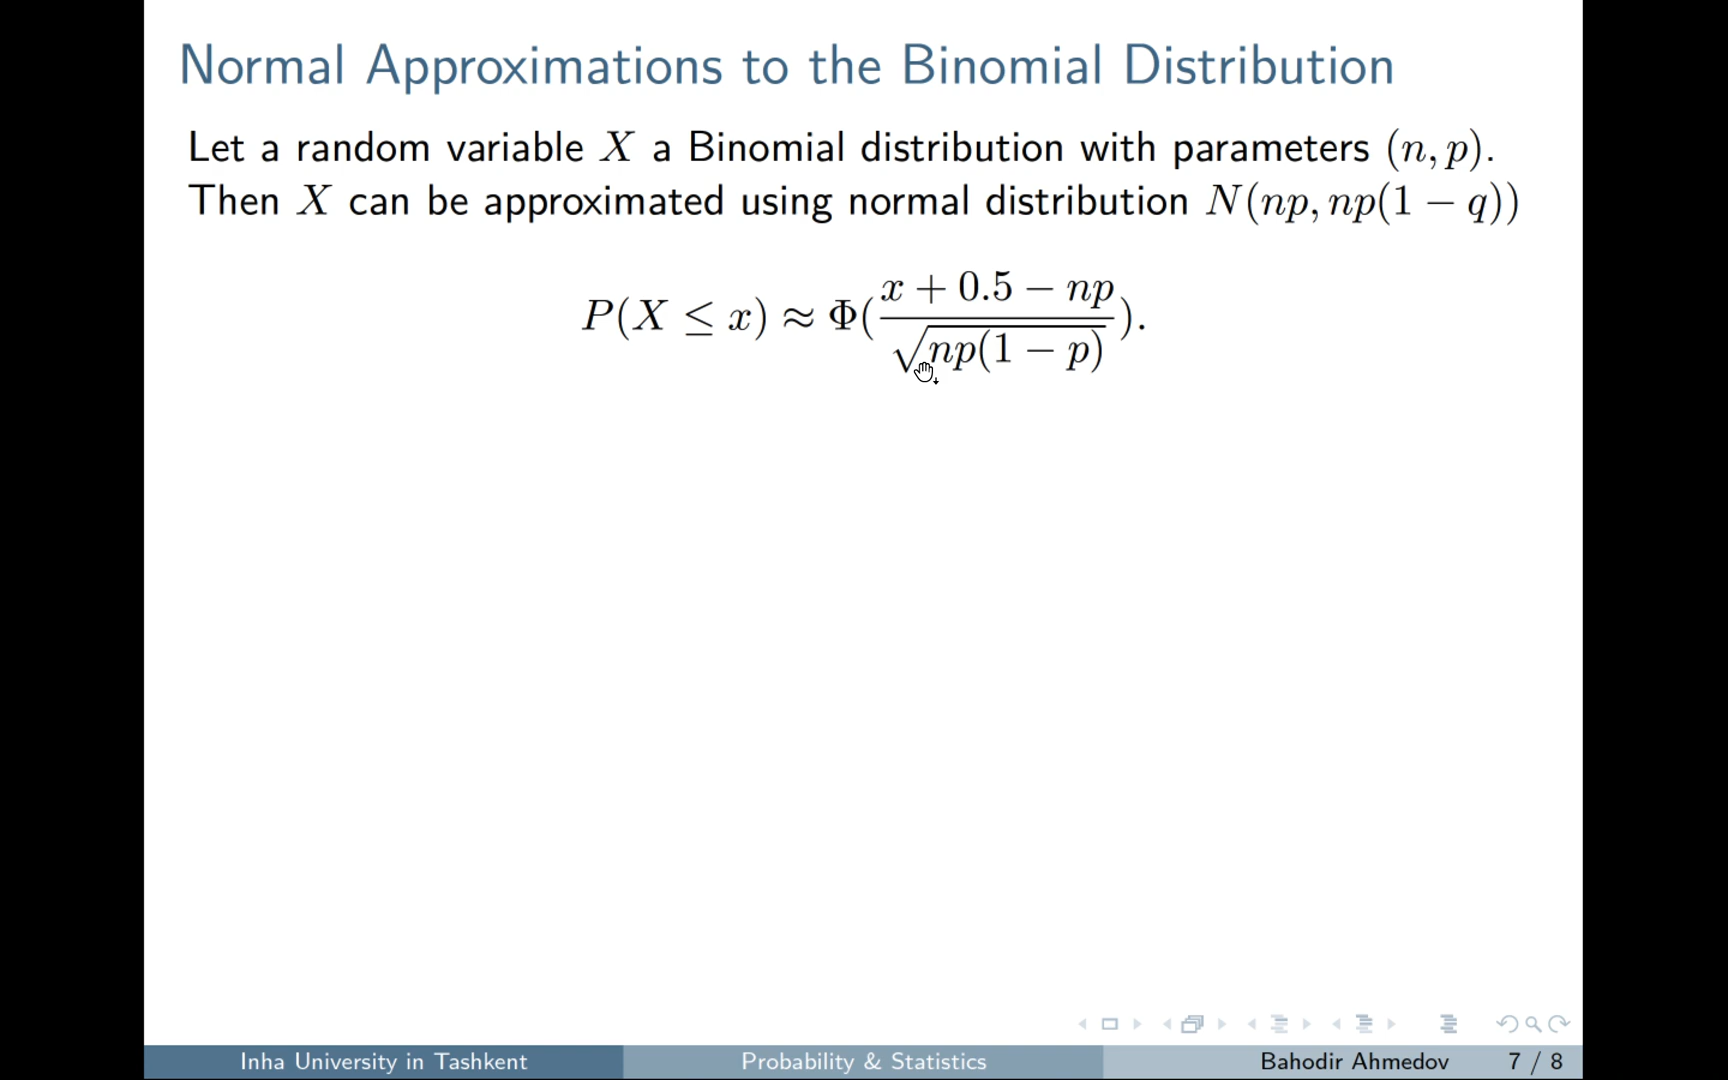 Normal Approximations to the Binomial Distribution
Let a random variable X a Binomial distribution with parameters (n, p).
Then X can be approximated using normal distribution N(np, np(1 − q))
P(X ≤ x) ≈ Φ(\frac{x + 0.5 − np}{\sqrt{np(1 − p)}}).
Inha University in Tashkent Probability & Statistics Bahodir Ahmedov 7 / 8